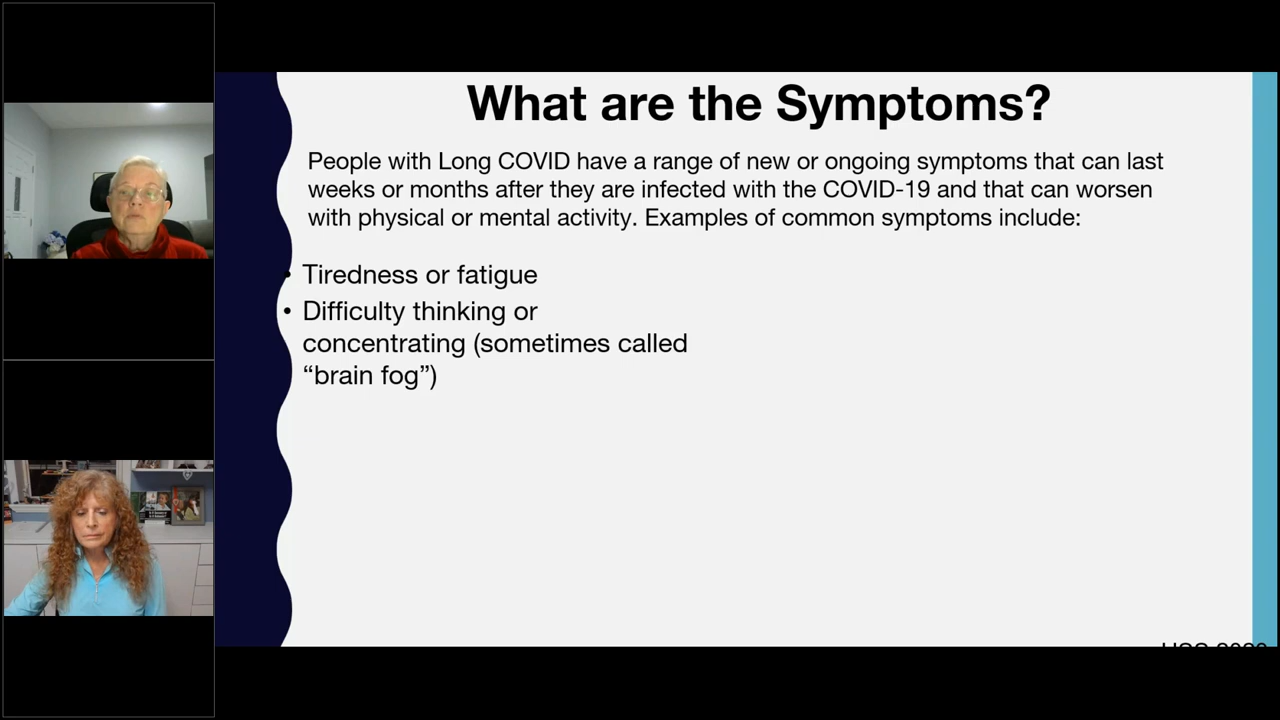 What are the Symptoms?
People with Long COVID have a range of new or ongoing symptoms that can last
weeks or months after they are infected with the COVID-19 and that can worsen
with physical or mental activity. Examples of common symptoms include:
• Tiredness or fatigue
• Difficulty thinking or
concentrating (sometimes called
“brain fog”)